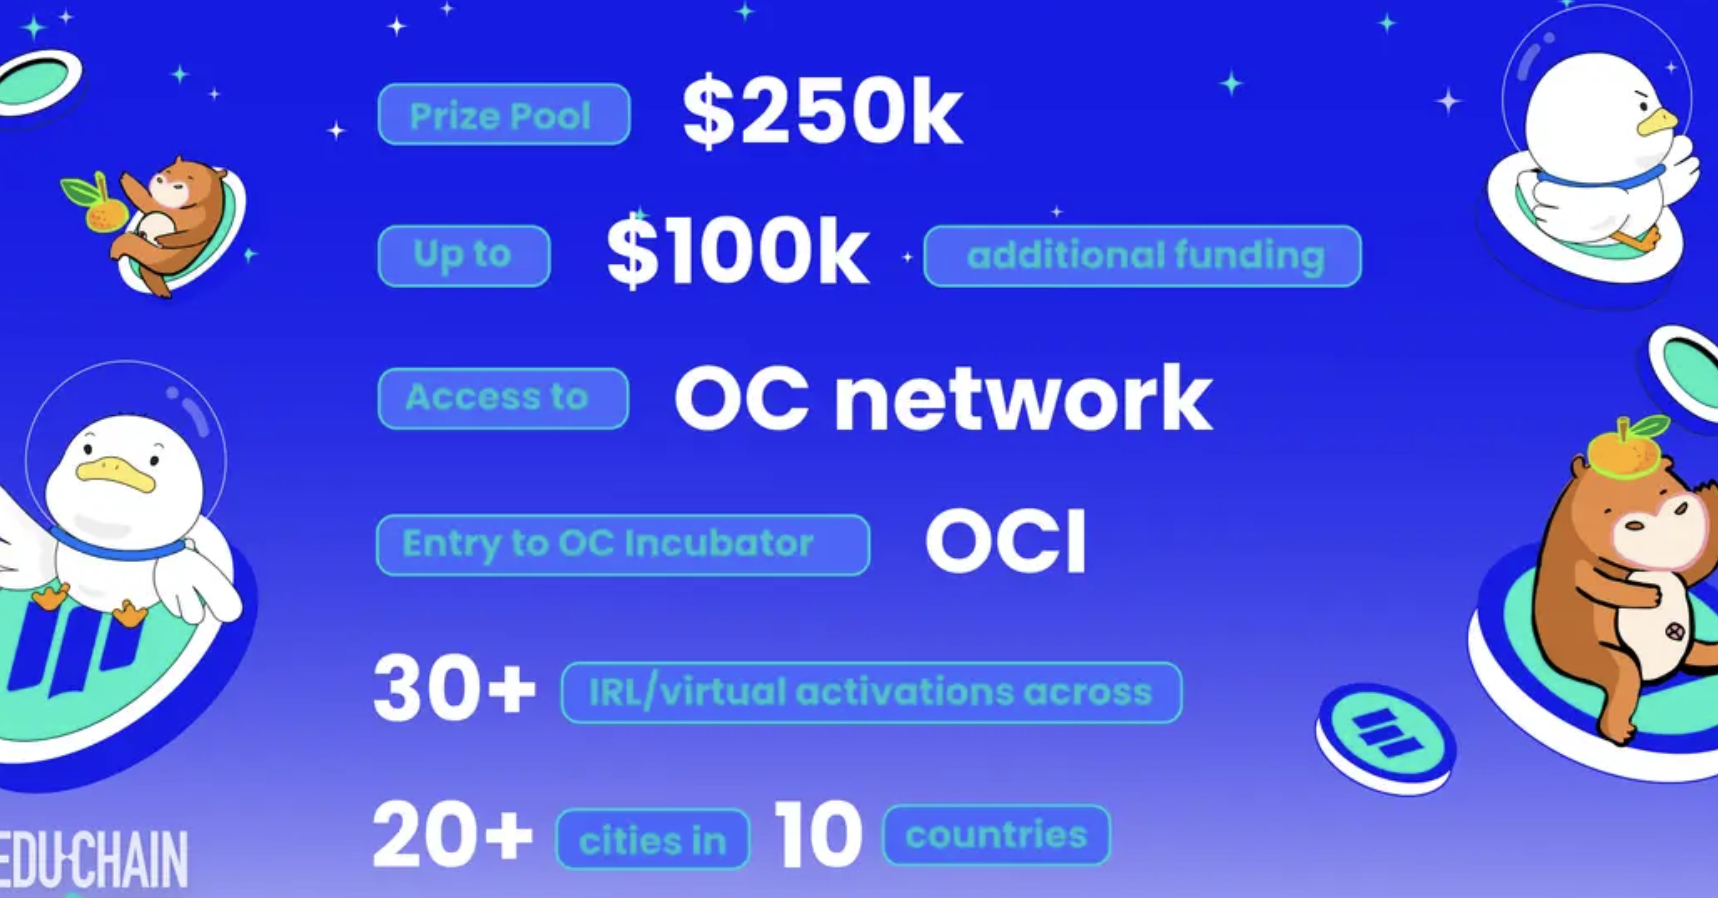 Prize Pool $250k
Up to $100k additional funding
Access to OC network
Entry to OC Incubator OCI
30+ IRL/virtual activations across
20+ cities in 10 countries
EDU·CHAIN